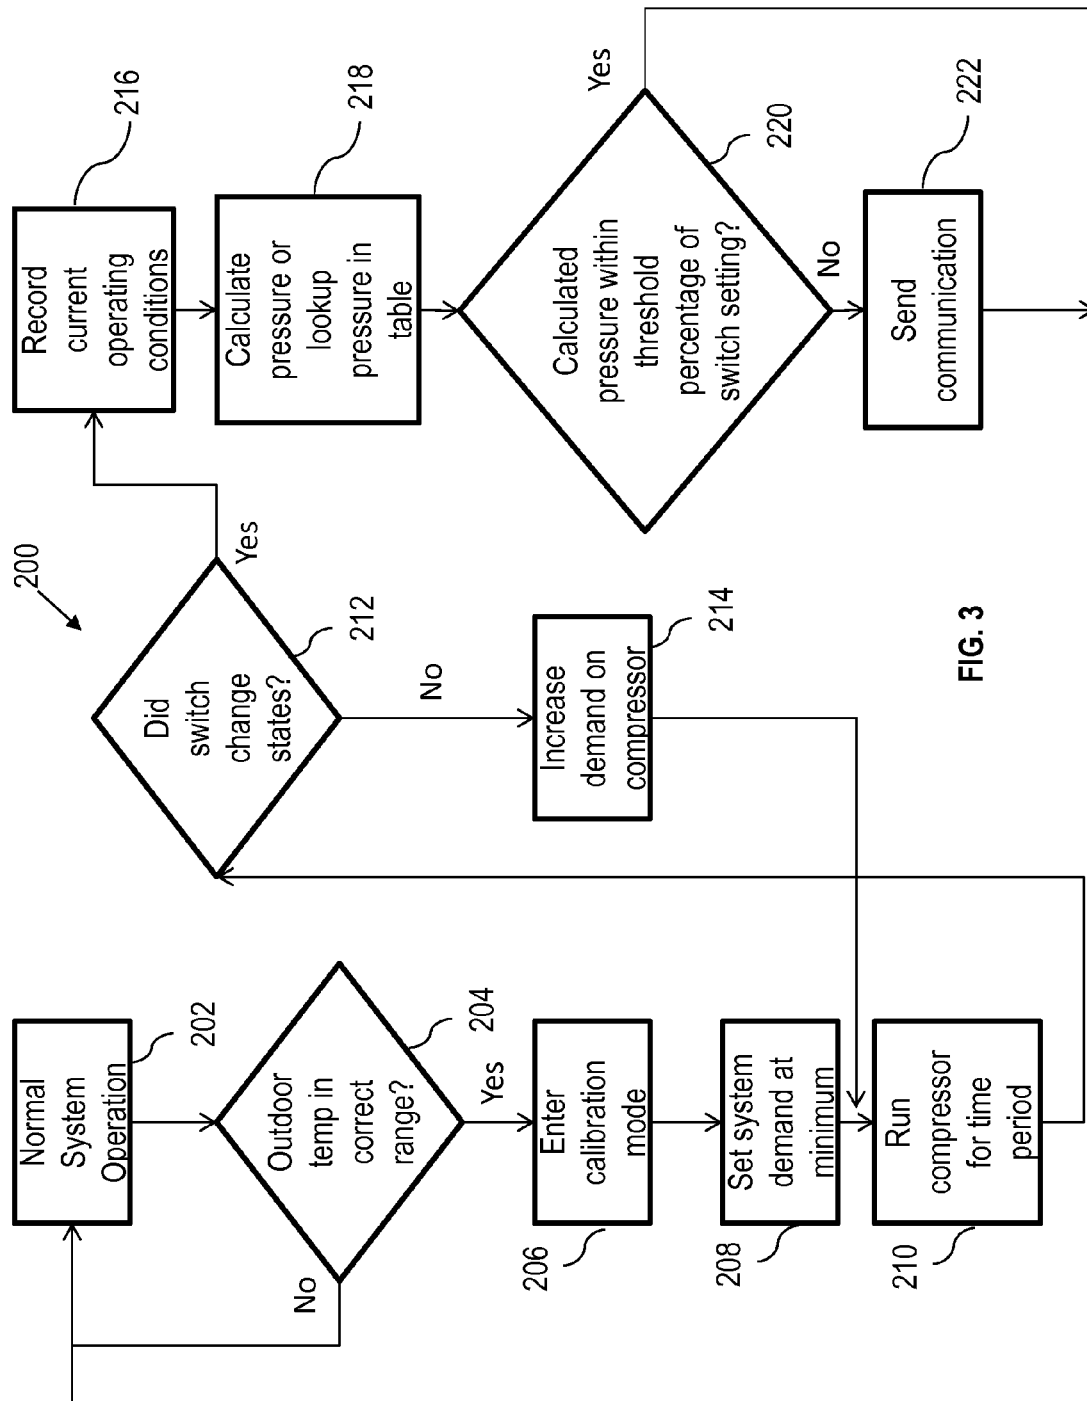 200
Normal
System
Operation
202
Outdoor
temp in
correct
range?
204
No
Yes
Enter
calibration
mode
206
Set system
demand at
minimum
208
Run
compressor
for time
period
210
Did
switch
change
states?
212
Yes
No
Increase
demand on
compressor
214
Record
current
operating
conditions
216
Calculate
pressure or
lookup
pressure in
table
218
Calculated
pressure within
threshold
percentage of
switch setting?
220
Yes
No
Send
communication
222
FIG. 3